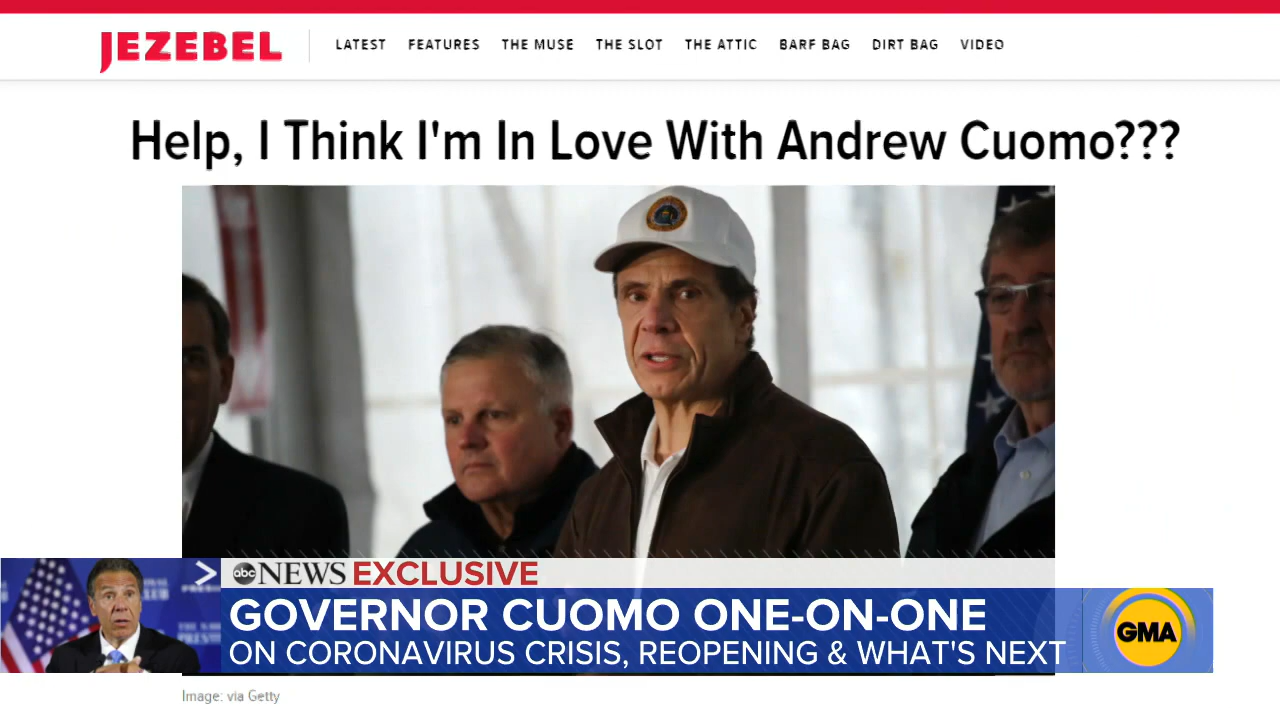 JEZEBEL
LATEST FEATURES THE MUSE THE SLOT THE ATTIC BARF BAG DIRT BAG VIDEO
Help, I Think I'm In Love With Andrew Cuomo???
abc NEWS EXCLUSIVE
GOVERNOR CUOMO ONE-ON-ONE
ON CORONAVIRUS CRISIS, REOPENING & WHAT'S NEXT
GMA
Image: via Getty